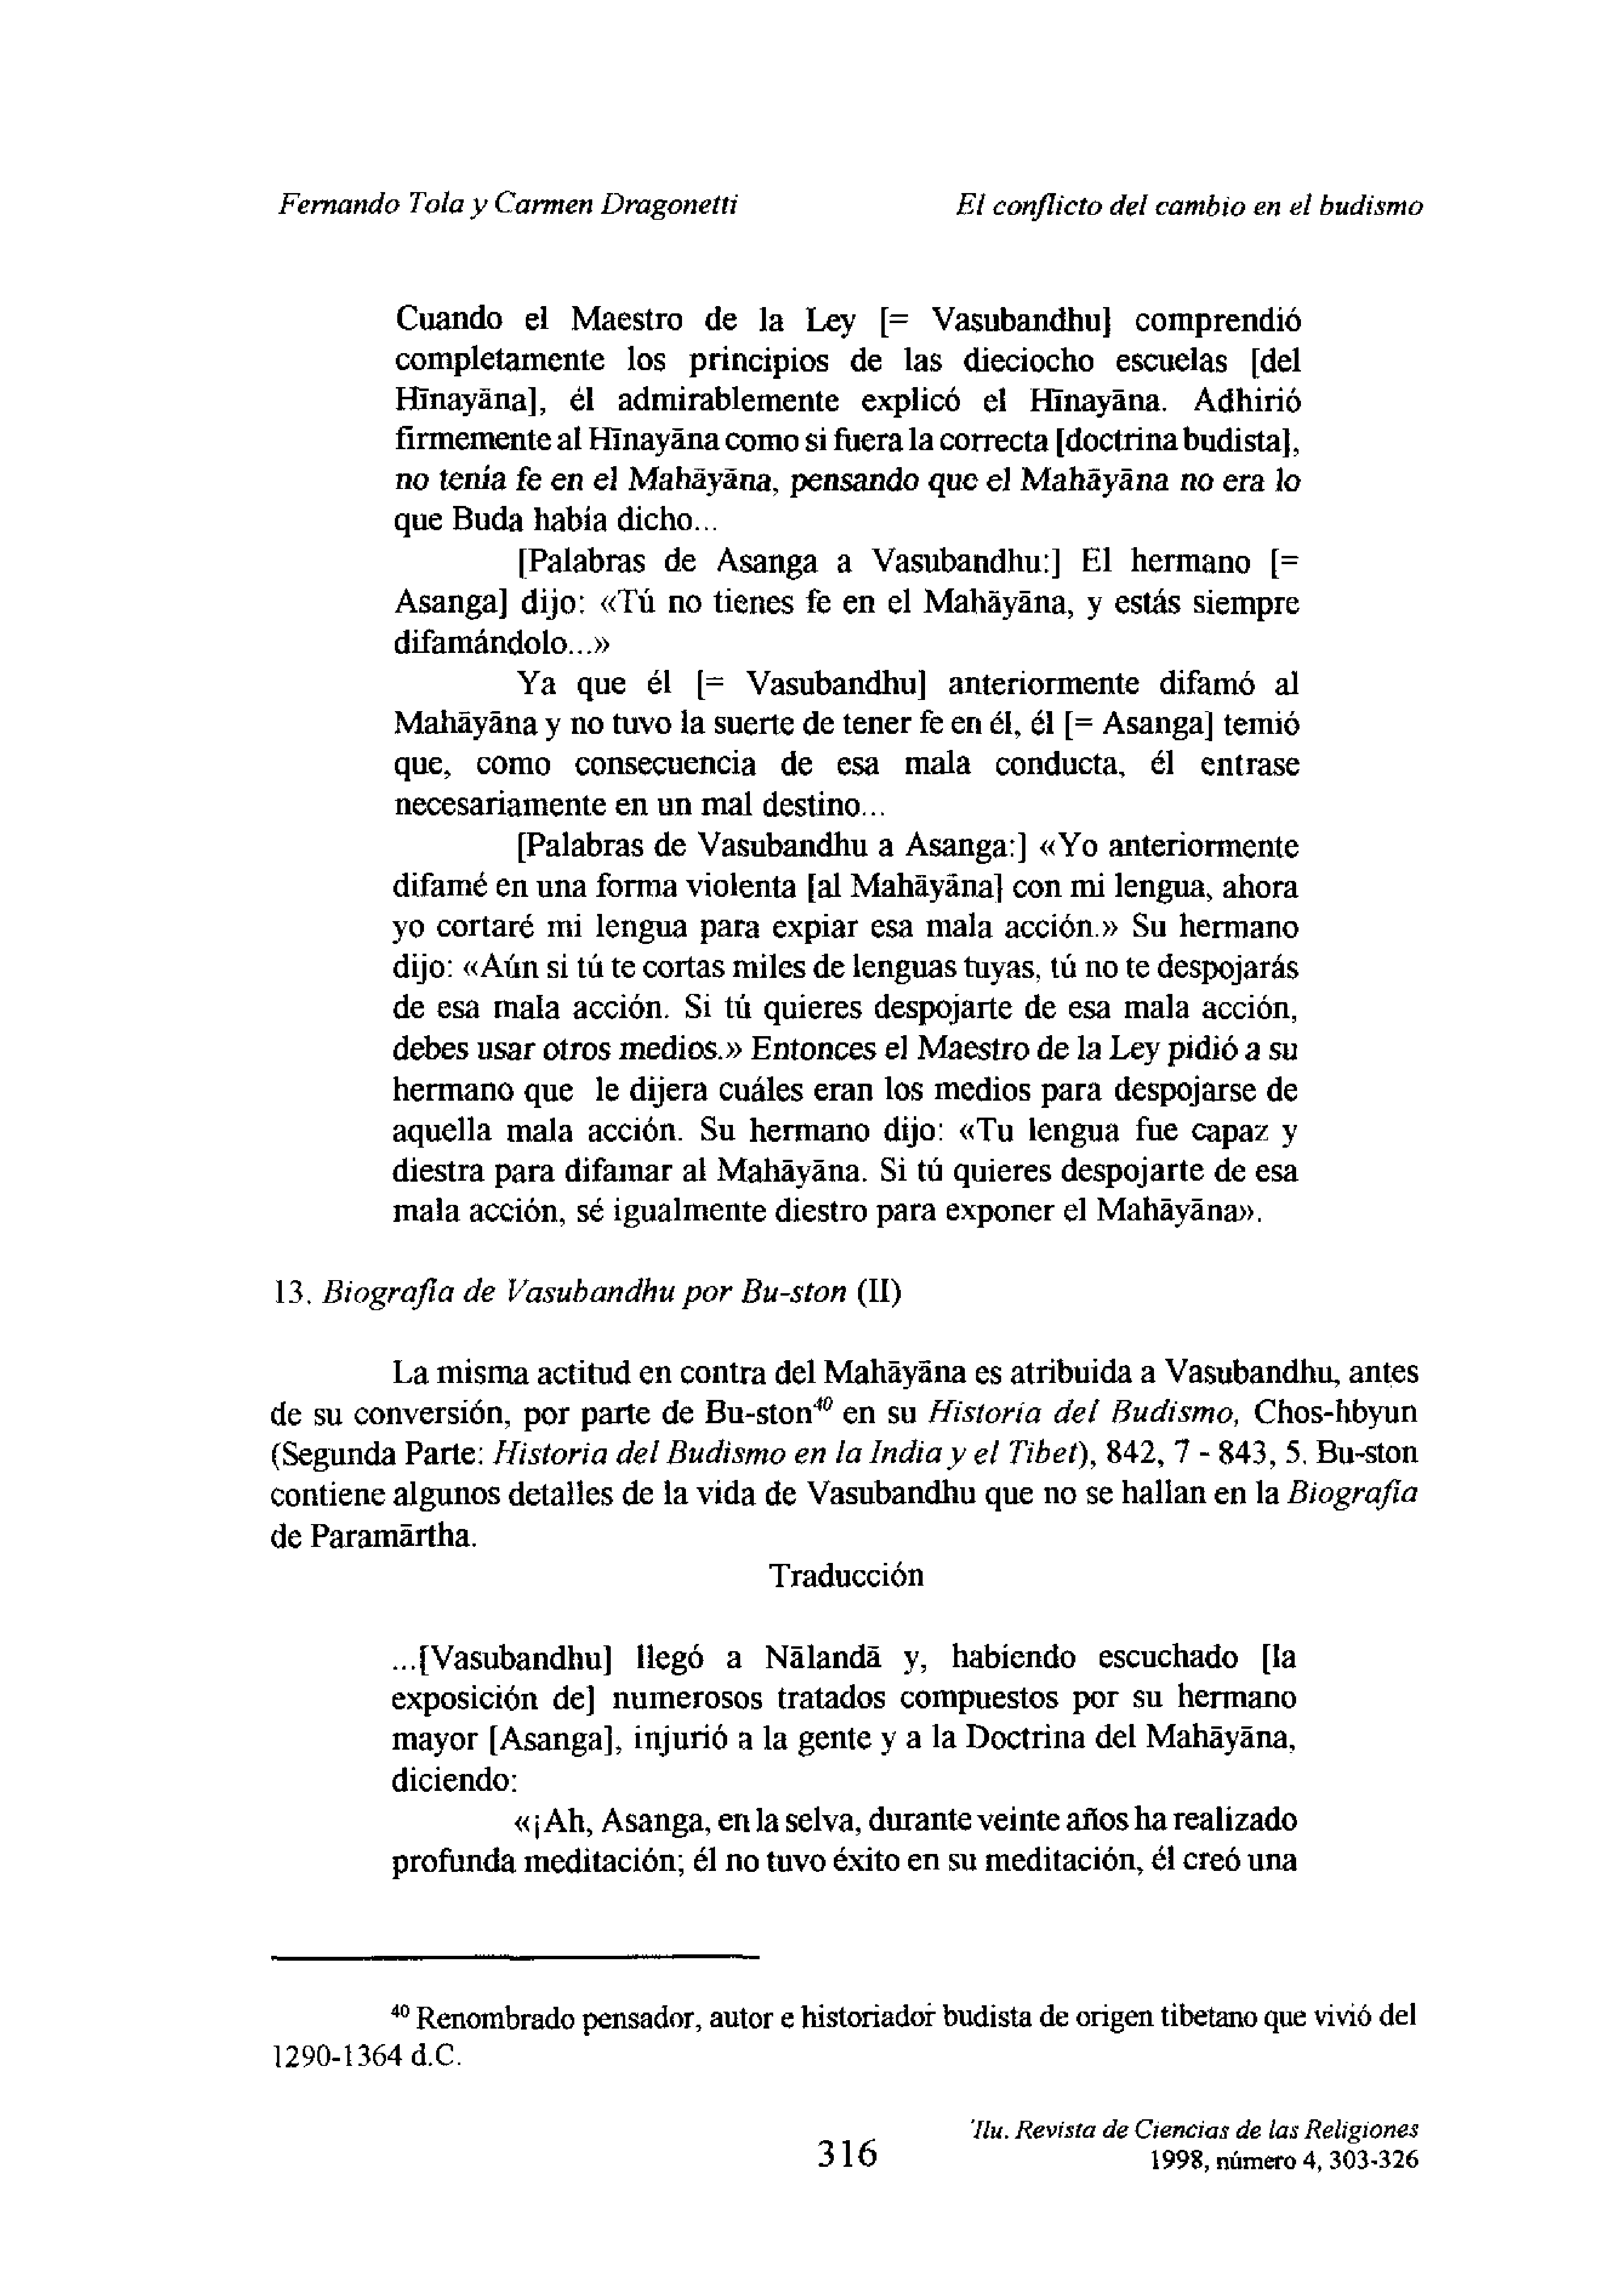 Fernando Tola y Carmen Dragonetti
El conflicto del cambio en el budismo
Cuando el Maestro de la Ley [= Vasubandhu] comprendió
completamente los principios de las dieciocho escuelas [del
Hīnayāna], él admirablemente explicó el Hīnayāna. Adhirió
firmemente al Hīnayāna como si fuera la correcta [doctrina budista],
no tenía fe en el Mahāyāna, pensando que el Mahāyāna no era lo
que Buda había dicho...
[Palabras de Asanga a Vasubandhu:] El hermano [=
Asanga] dijo: «Tú no tienes fe en el Mahāyāna, y estás siempre
difamándolo...»
Ya que él [= Vasubandhu] anteriormente difamó al
Mahāyāna y no tuvo la suerte de tener fe en él, él [= Asanga] temió
que, como consecuencia de esa mala conducta, él entrase
necesariamente en un mal destino...
[Palabras de Vasubandhu a Asanga:] «Yo anteriormente
difamé en una forma violenta [al Mahāyāna] con mi lengua, ahora
yo cortaré mi lengua para expiar esa mala acción.» Su hermano
dijo: «Aún si tú te cortas miles de lenguas tuyas, tú no te despojarás
de esa mala acción. Si tú quieres despojarte de esa mala acción,
debes usar otros medios.» Entonces el Maestro de la Ley pidió a su
hermano que le dijera cuáles eran los medios para despojarse de
aquella mala acción. Su hermano dijo: «Tu lengua fue capaz y
diestra para difamar al Mahāyāna. Si tú quieres despojarte de esa
mala acción, sé igualmente diestro para exponer el Mahāyāna».
13. Biografía de Vasubandhu por Bu-ston (II)
La misma actitud en contra del Mahāyāna es atribuida a Vasubandhu, antes
de su conversión, por parte de Bu-ston⁴⁰ en su Historia del Budismo, Chos-hbyun
(Segunda Parte: Historia del Budismo en la India y el Tibet), 842, 7 - 843, 5. Bu-ston
contiene algunos detalles de la vida de Vasubandhu que no se hallan en la Biografía
de Paramārtha.
Traducción
...[Vasubandhu] llegó a Nālandā y, habiendo escuchado [la
exposición de] numerosos tratados compuestos por su hermano
mayor [Asanga], injurió a la gente y a la Doctrina del Mahāyāna,
diciendo:
«¡Ah, Asanga, en la selva, durante veinte años ha realizado
profunda meditación; él no tuvo éxito en su meditación, él creó una
⁴⁰ Renombrado pensador, autor e historiador budista de origen tibetano que vivió del
1290-1364 d.C.
'Ilu. Revista de Ciencias de las Religiones
316
1998, número 4, 303-326